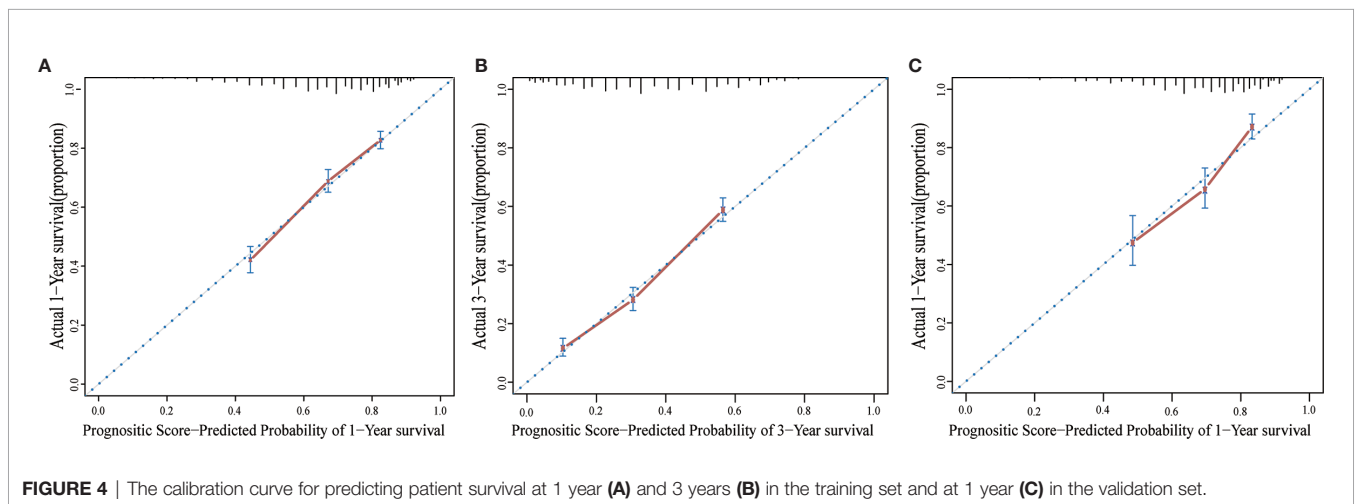 A
B
C
Actual 1-Year survival(proportion)
0.0 0.2 0.4 0.6 0.8 1.0
0.0 0.2 0.4 0.6 0.8 1.0
Prognositic Score-Predicted Probability of 1-Year survival
Actual 3-Year survival(proportion)
0.0 0.2 0.4 0.6 0.8 1.0
0.0 0.2 0.4 0.6 0.8 1.0
Prognositic Score-Predicted Probability of 3-Year survival
Actual 1-Year survival(proportion)
0.0 0.2 0.4 0.6 0.8 1.0
0.0 0.2 0.4 0.6 0.8 1.0
Prognositic Score-Predicted Probability of 1-Year survival
FIGURE 4 | The calibration curve for predicting patient survival at 1 year (A) and 3 years (B) in the training set and at 1 year (C) in the validation set.